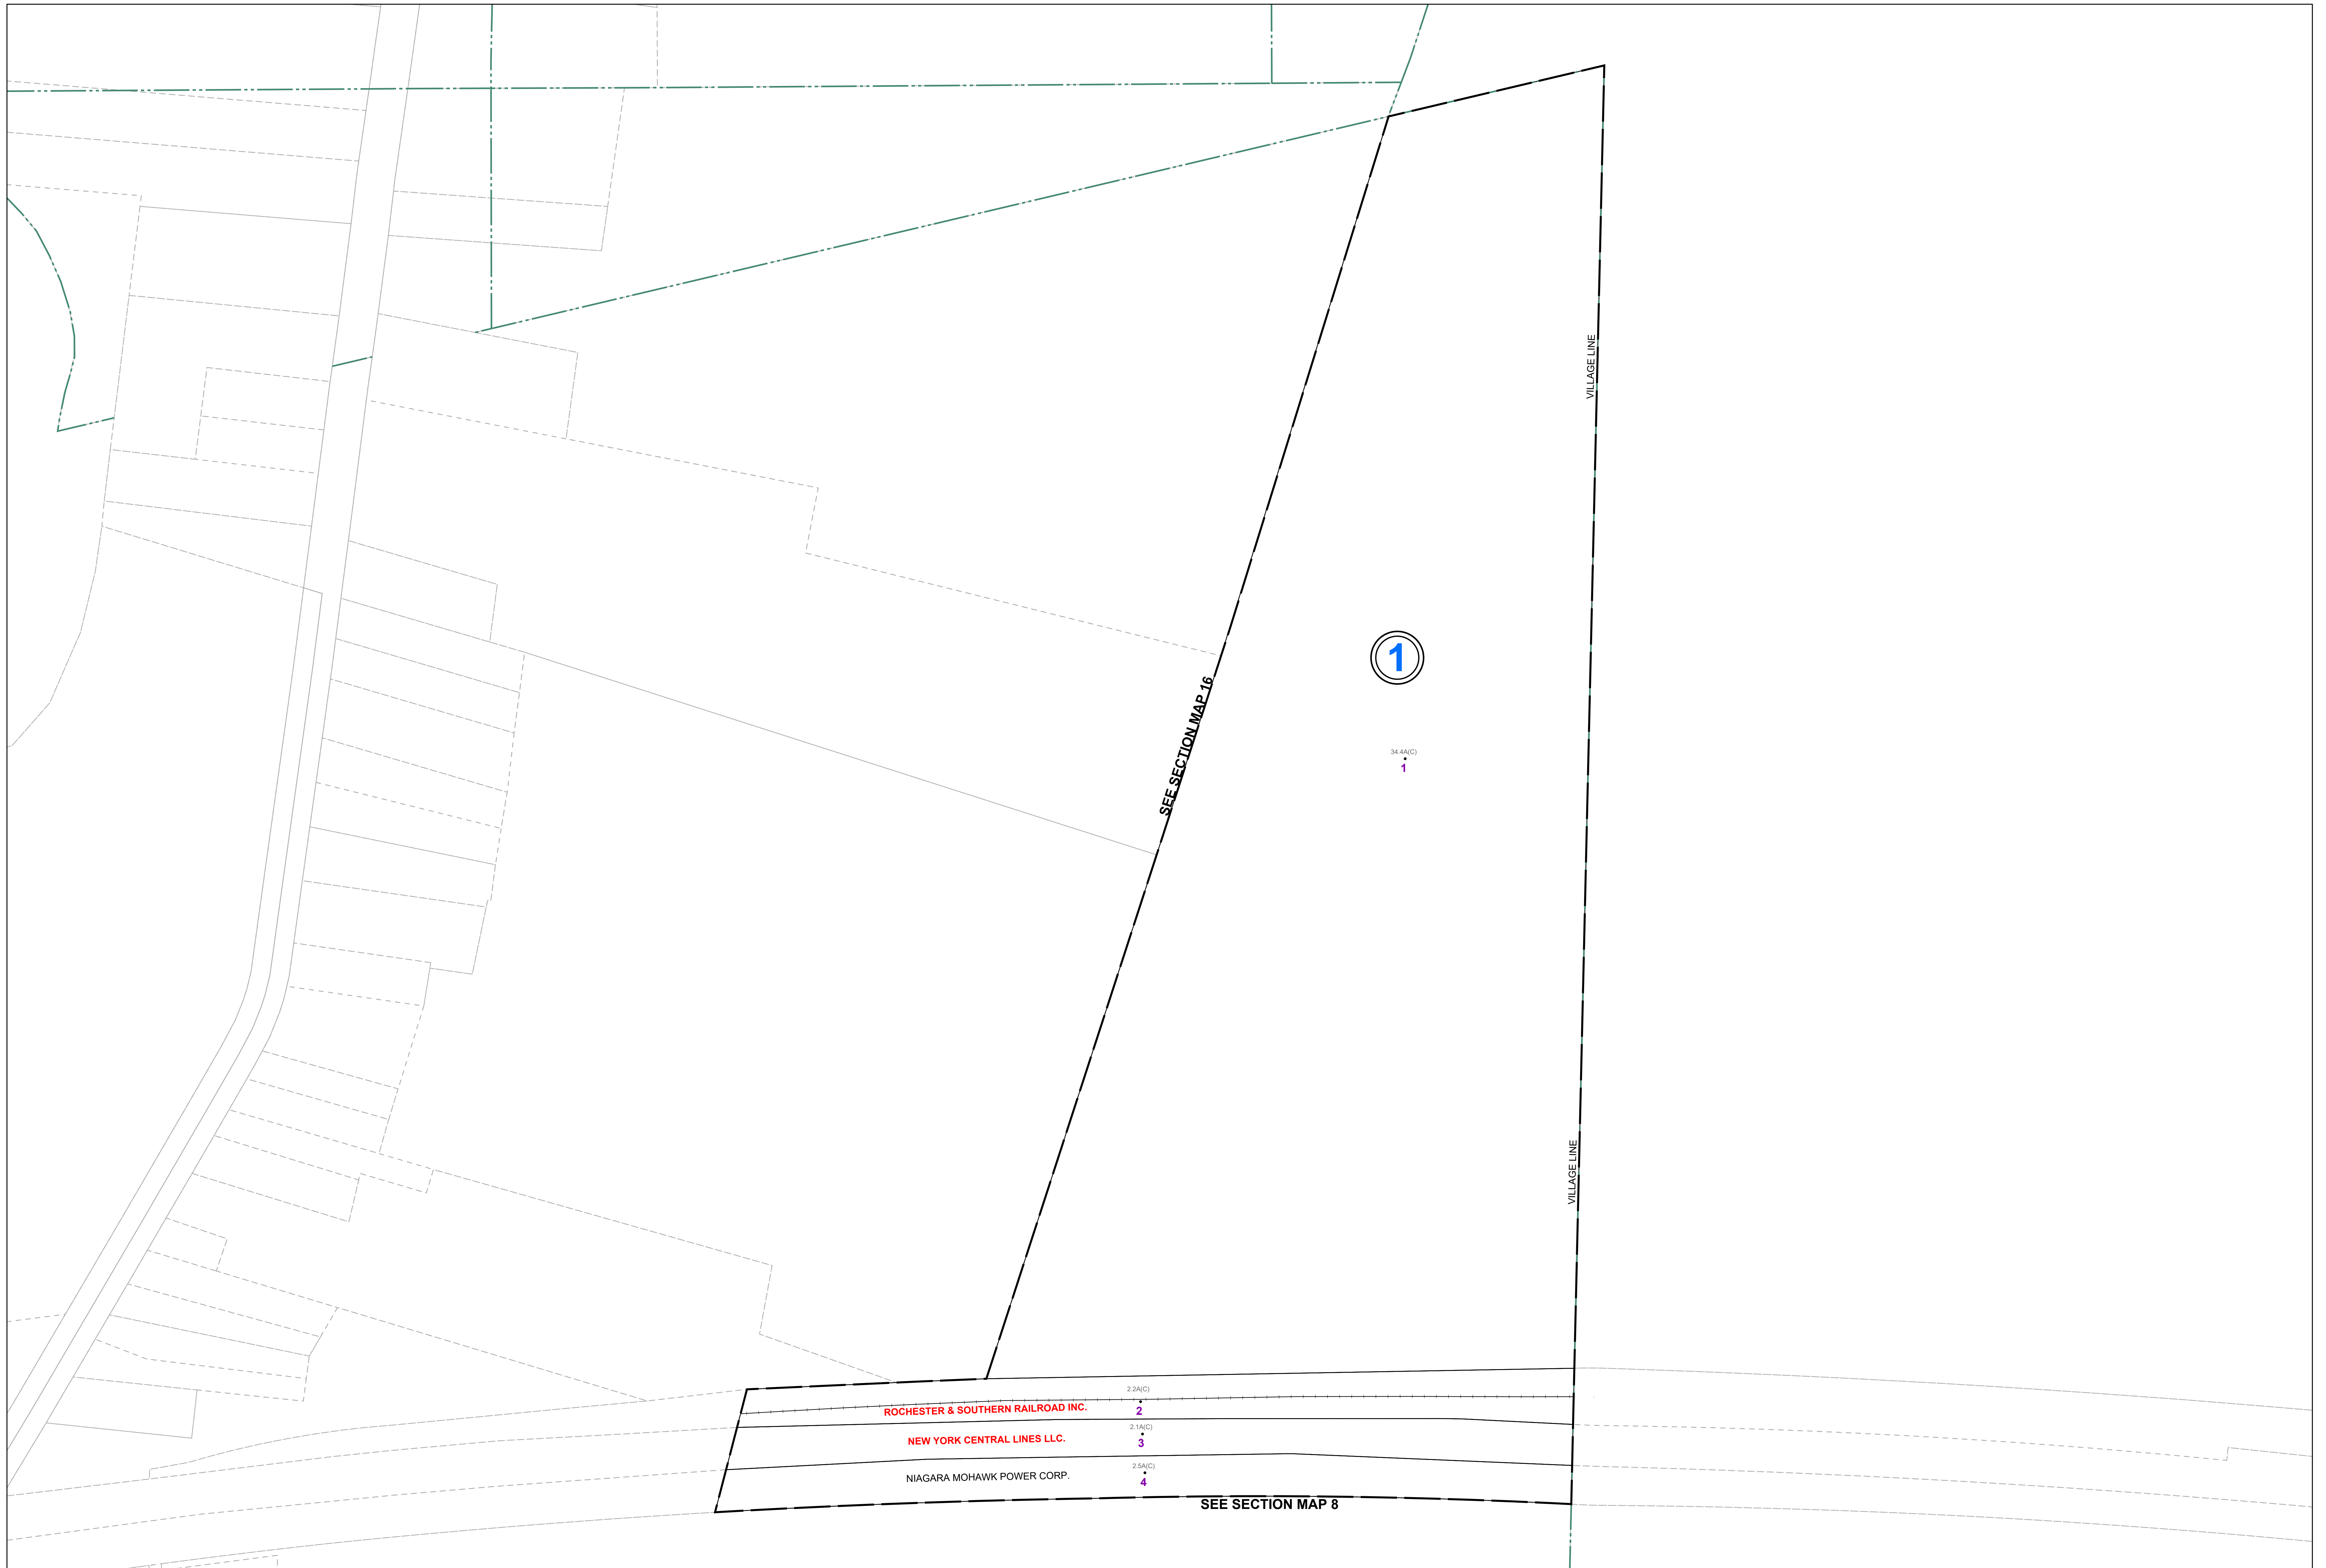 VILLAGE LINE
1
SEE SECTION MAP 16
34.4A(C)
1
VILLAGE LINE
2.2A(C)
ROCHESTER & SOUTHERN RAILROAD INC.
2
2.1A(C)
NEW YORK CENTRAL LINES LLC.
3
2.5A(C)
NIAGARA MOHAWK POWER CORP.
4
SEE SECTION MAP 8